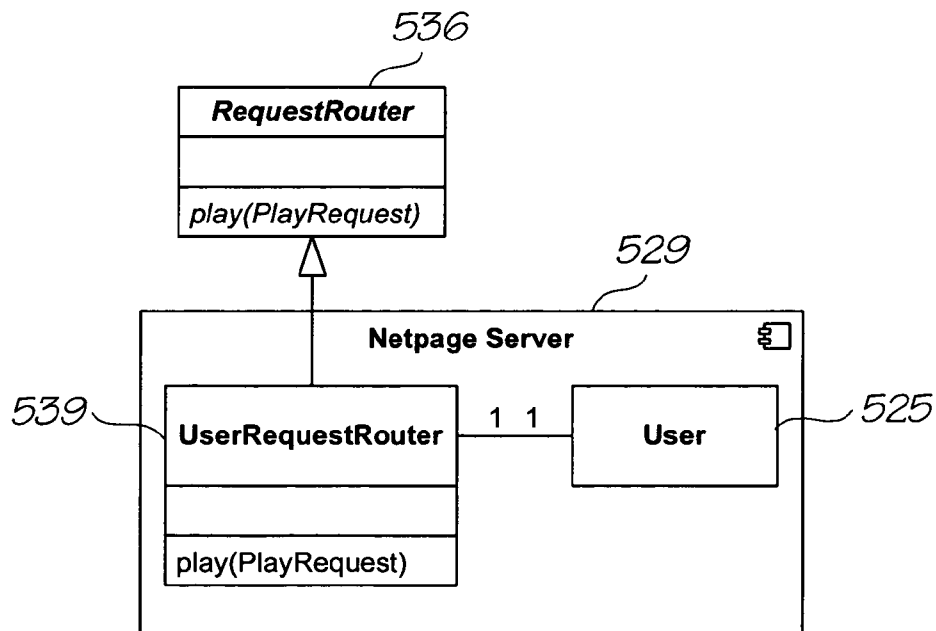 536
RequestRouter
play(PlayRequest)
529
Netpage Server
539
UserRequestRouter
1 1
User
525
play(PlayRequest)